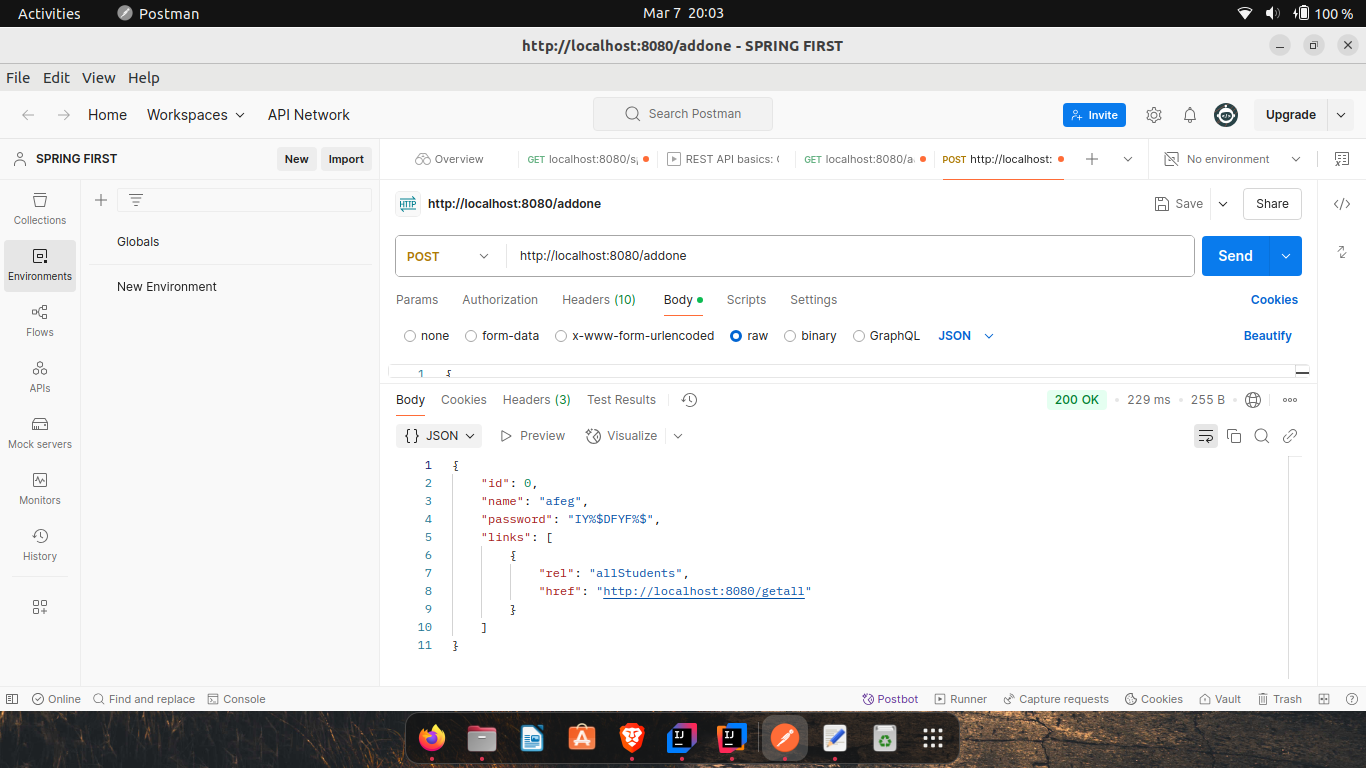 Activities Postman Mar 7 20:03 100 %
http://localhost:8080/addone - SPRING FIRST
File Edit View Help
Home Workspaces API Network Search Postman Invite Upgrade
SPRING FIRST New Import Overview GET localhost:8080/s REST API basics: GET localhost:8080/a POST http://localhost: No environment
Collections
Environments
Flows
APIs
Mock servers
Monitors
History
Globals
New Environment
HTTP http://localhost:8080/addone Save Share
POST http://localhost:8080/addone Send
Params Authorization Headers (10) Body Scripts Settings Cookies
none form-data x-www-form-urlencoded raw binary GraphQL JSON Beautify
1 {
Body Cookies Headers (3) Test Results 200 OK 229 ms 255 B
{} JSON Preview Visualize
1 {
2 "id": 0,
3 "name": "afeg",
4 "password": "IY%$DFYF%$",
5 "links": [
6 {
7 "rel": "allStudents",
8 "href": "http://localhost:8080/getall"
9 }
10 ]
11 }
Online Find and replace Console Postbot Runner Capture requests Cookies Vault Trash